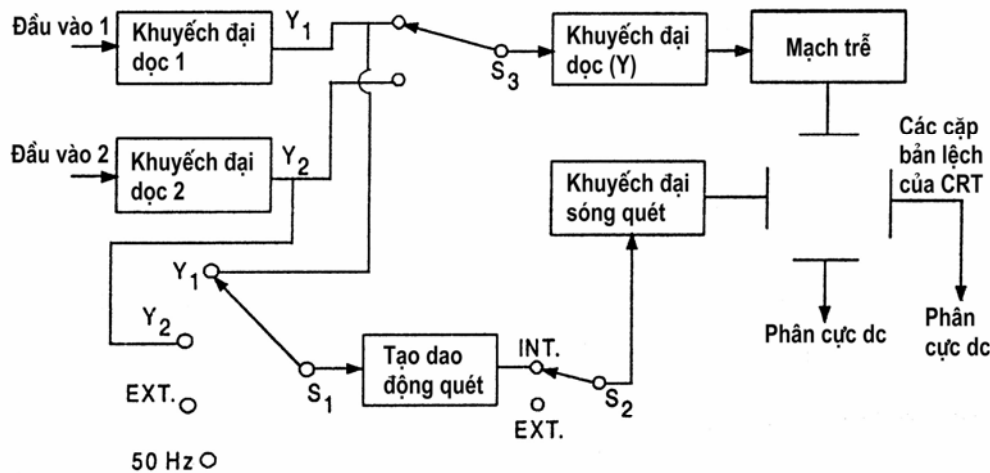 Đầu vào 1
Khuyếch đại
dọc 1
Y1
S3
Khuyếch đại
dọc (Y)
Mạch trễ
Đầu vào 2
Khuyếch đại
dọc 2
Y2
Khuyếch đại
sóng quét
Các cặp
bản lệch
của CRT
Y1
Y2
EXT.
50 Hz
S1
Tạo dao
động quét
INT.
EXT.
S2
Phân cực dc
Phân
cực dc